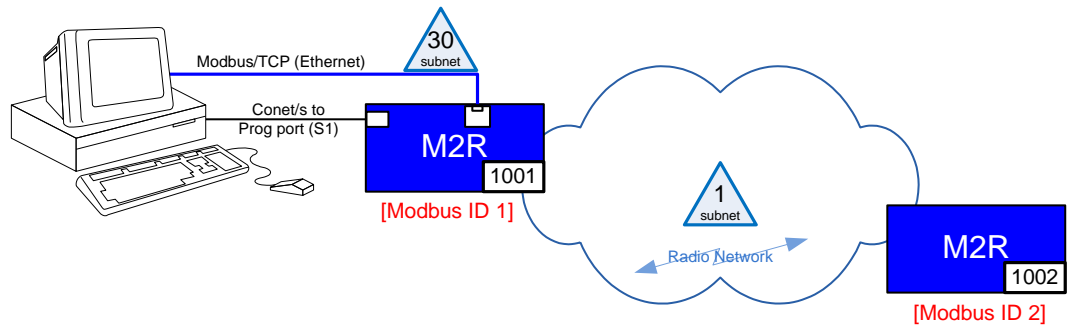 30
subnet
Modbus/TCP (Ethernet)
Conet/s to
Prog port (S1)
M2R
1001
[Modbus ID 1]
1
subnet
Radio Network
M2R
1002
[Modbus ID 2]